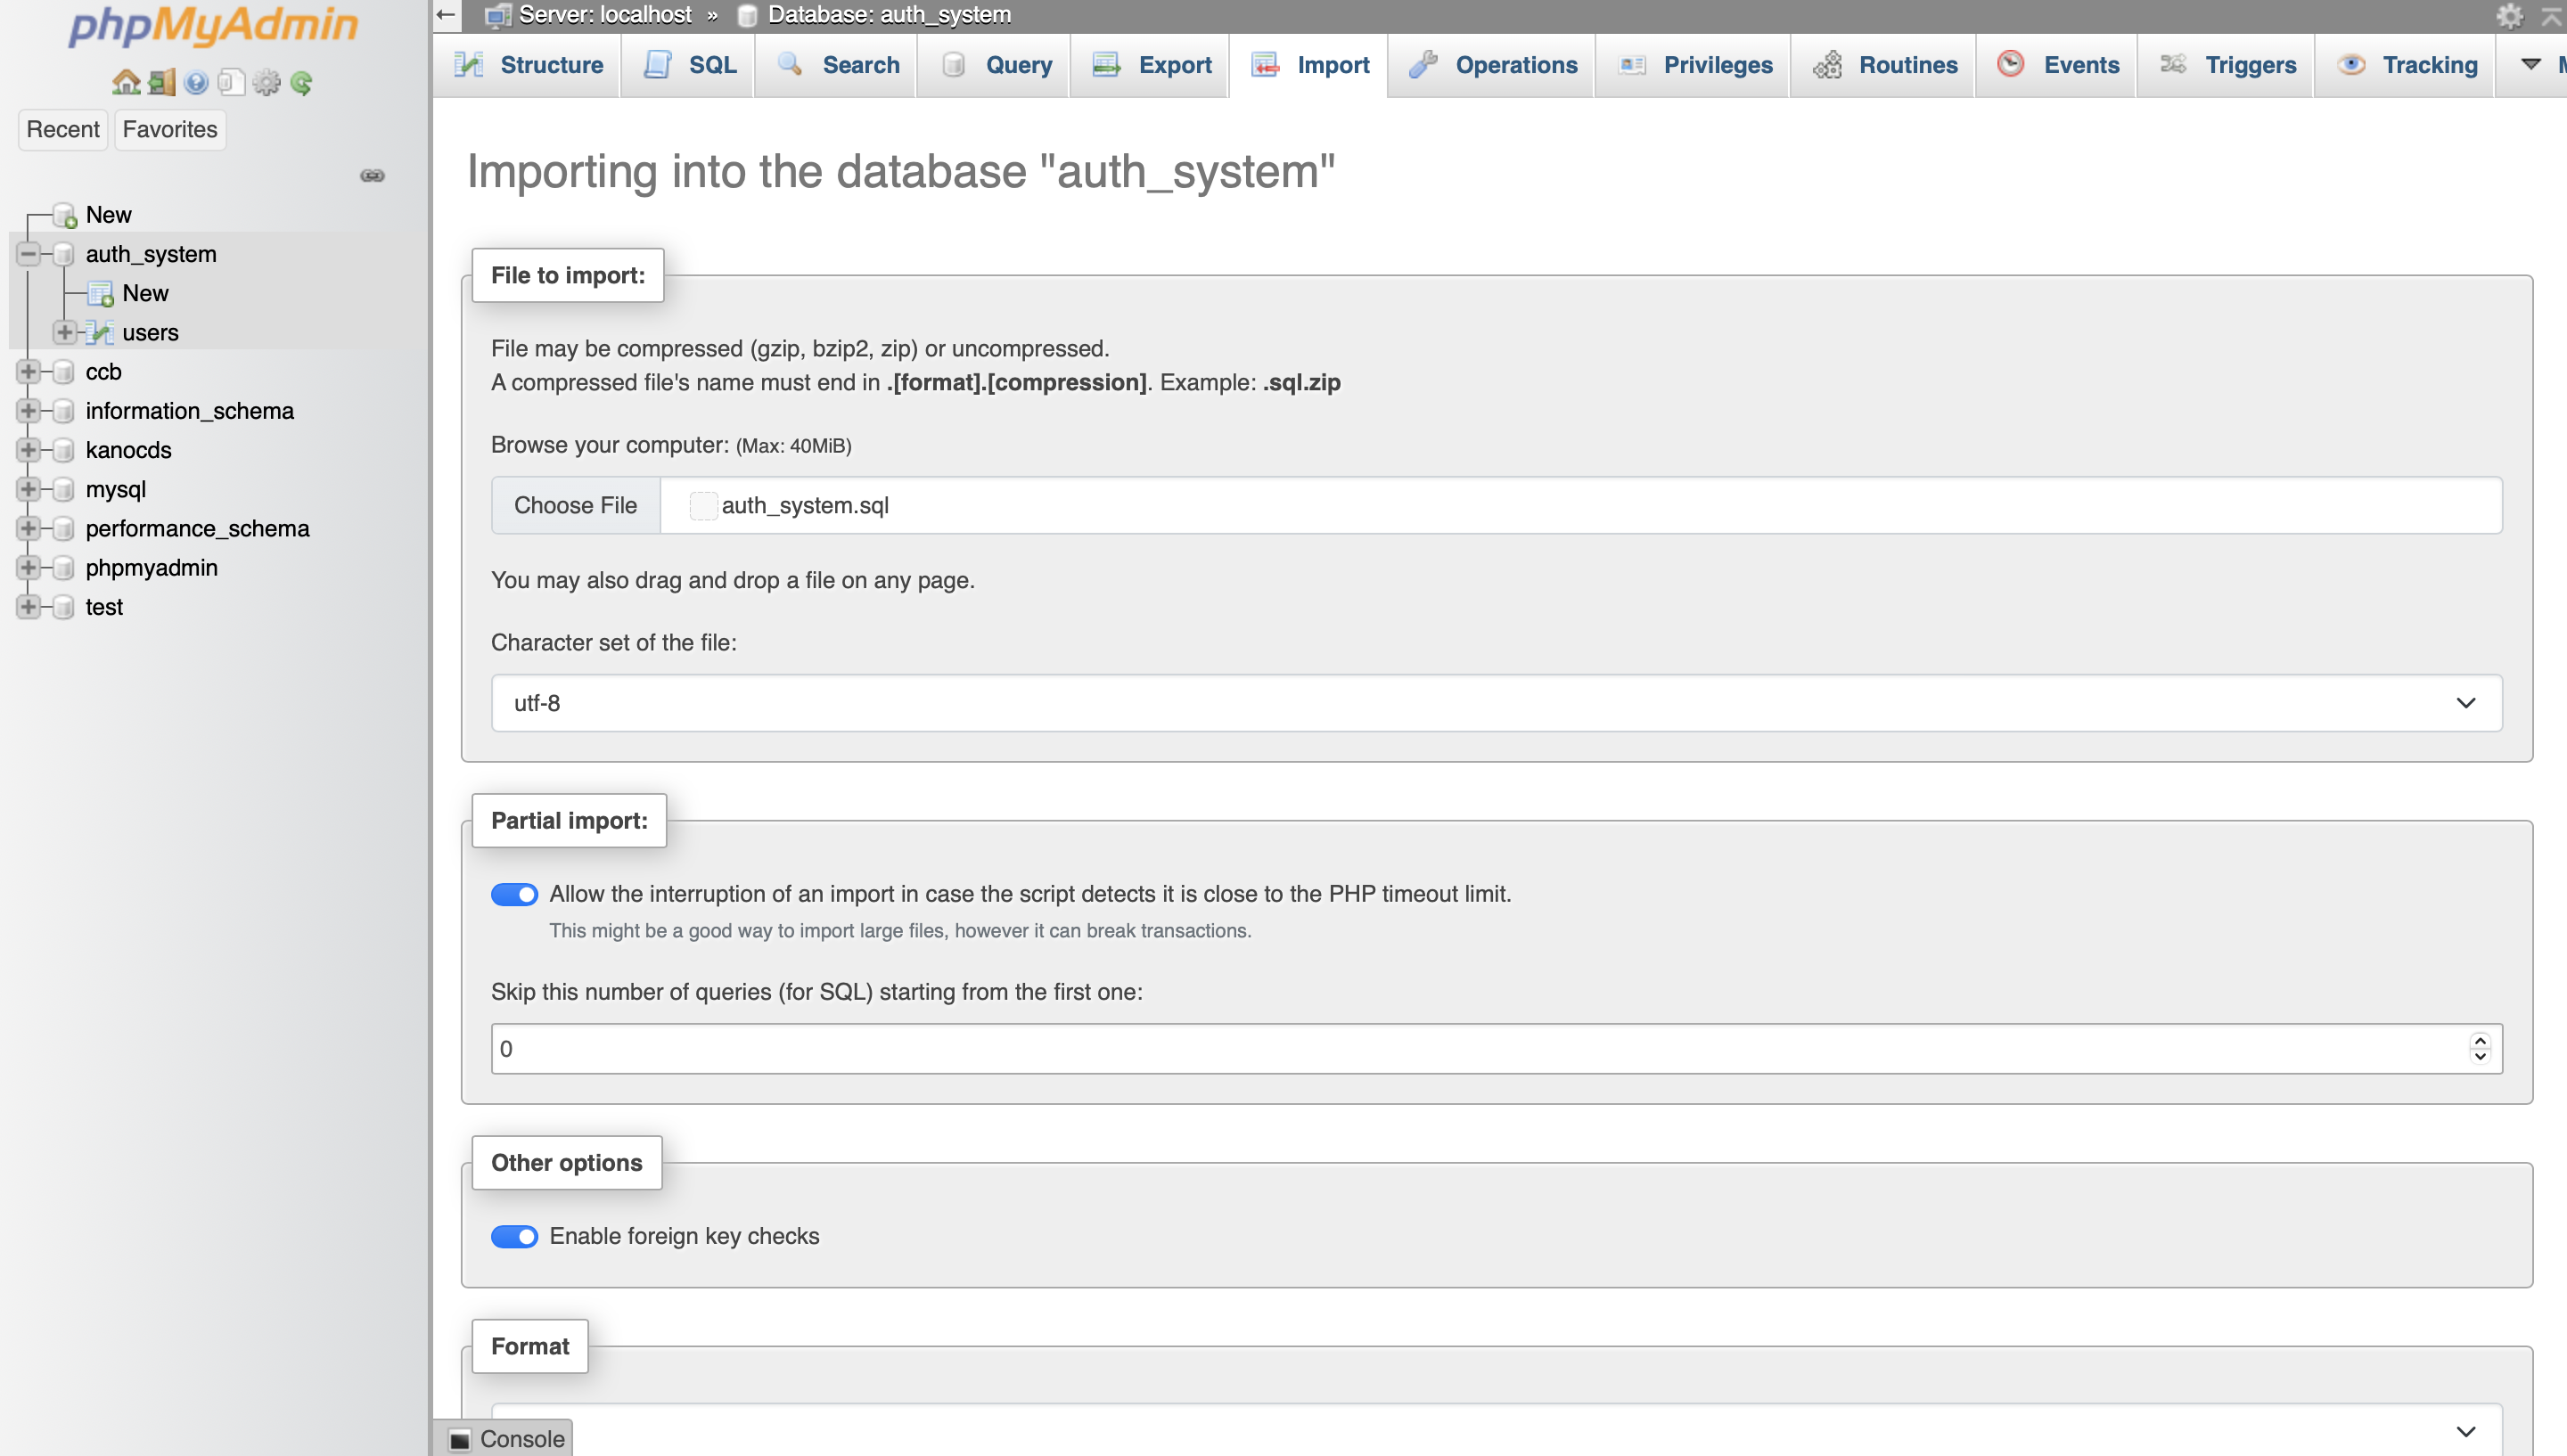 phpMyAdmin
Recent Favorites
New
auth_system
New
users
ccb
information_schema
kanocds
mysql
performance_schema
phpmyadmin
test
Server: localhost » Database: auth_system
Structure SQL Search Query Export Import Operations Privileges Routines Events Triggers Tracking
Importing into the database "auth_system"
File to import:
File may be compressed (gzip, bzip2, zip) or uncompressed.
A compressed file's name must end in .[format].[compression]. Example: .sql.zip
Browse your computer: (Max: 40MiB)
Choose File auth_system.sql
You may also drag and drop a file on any page.
Character set of the file:
utf-8
Partial import:
Allow the interruption of an import in case the script detects it is close to the PHP timeout limit.
This might be a good way to import large files, however it can break transactions.
Skip this number of queries (for SQL) starting from the first one:
0
Other options
Enable foreign key checks
Format
Console